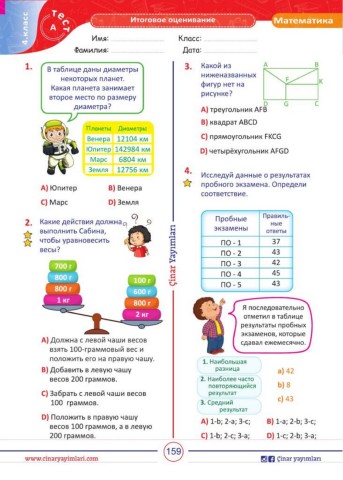 4.класс
тест
А
Итоговое оценивание
Математика
Имя:
Класс:
Фамилия:
Дата:
1.
В таблице даны диаметры
некоторых планет.
Какая планета занимает
второе место по размеру
диаметра?
Планеты Диаметры
Венера 12104 км
Юпитер 142984 км
Марс 6804 км
Земля 12756 км
A) Юпитер
B) Венера
C) Марс
D) Земля
2.
Какие действия должна
выполнить Сабина,
чтобы уравновесить
весы?
700 г
800 г
800 г
1 кг
100 г
600 г
800 г
2 кг
A) Должна с левой чаши весов
взять 100-граммовый вес и
положить его на правую чашу.
B) Добавить в левую чашу
весов 200 граммов.
C) Забрать с левой чаши весов
100 граммов.
D) Положить в правую чашу
весов 100 граммов, а в левую
200 граммов.
3.
Какой из
ниженазванных
фигур нет на
рисунке?
A
B
F
K
D
G
C
A) треугольник AFB
B) квадрат ABCD
C) прямоугольник FKCG
D) четырёхугольник AFGD
4.
Исследуй данные о результатах
пробного экзамена. Определи
соответствие.
Пробные
экзамены
Правиль-
ные
ответы
ПО - 1 37
ПО - 2 43
ПО - 3 42
ПО - 4 45
ПО - 5 43
Я последовательно
отметил в таблице
результаты пробных
экзаменов, которые
сдавал ежемесячно.
1. Наибольшая
разница
2. Наиболее часто
повторяющийся
результат
3. Средний
результат
a) 42
b) 8
c) 43
A) 1-b; 2-a; 3-c;
B) 1-a; 2-b; 3-c;
C) 1-b; 2-c; 3-a;
D) 1-c; 2-b; 3-a;
Çinar Yayımları
159
www.cinaryayimlari.com
Çinar yayımları